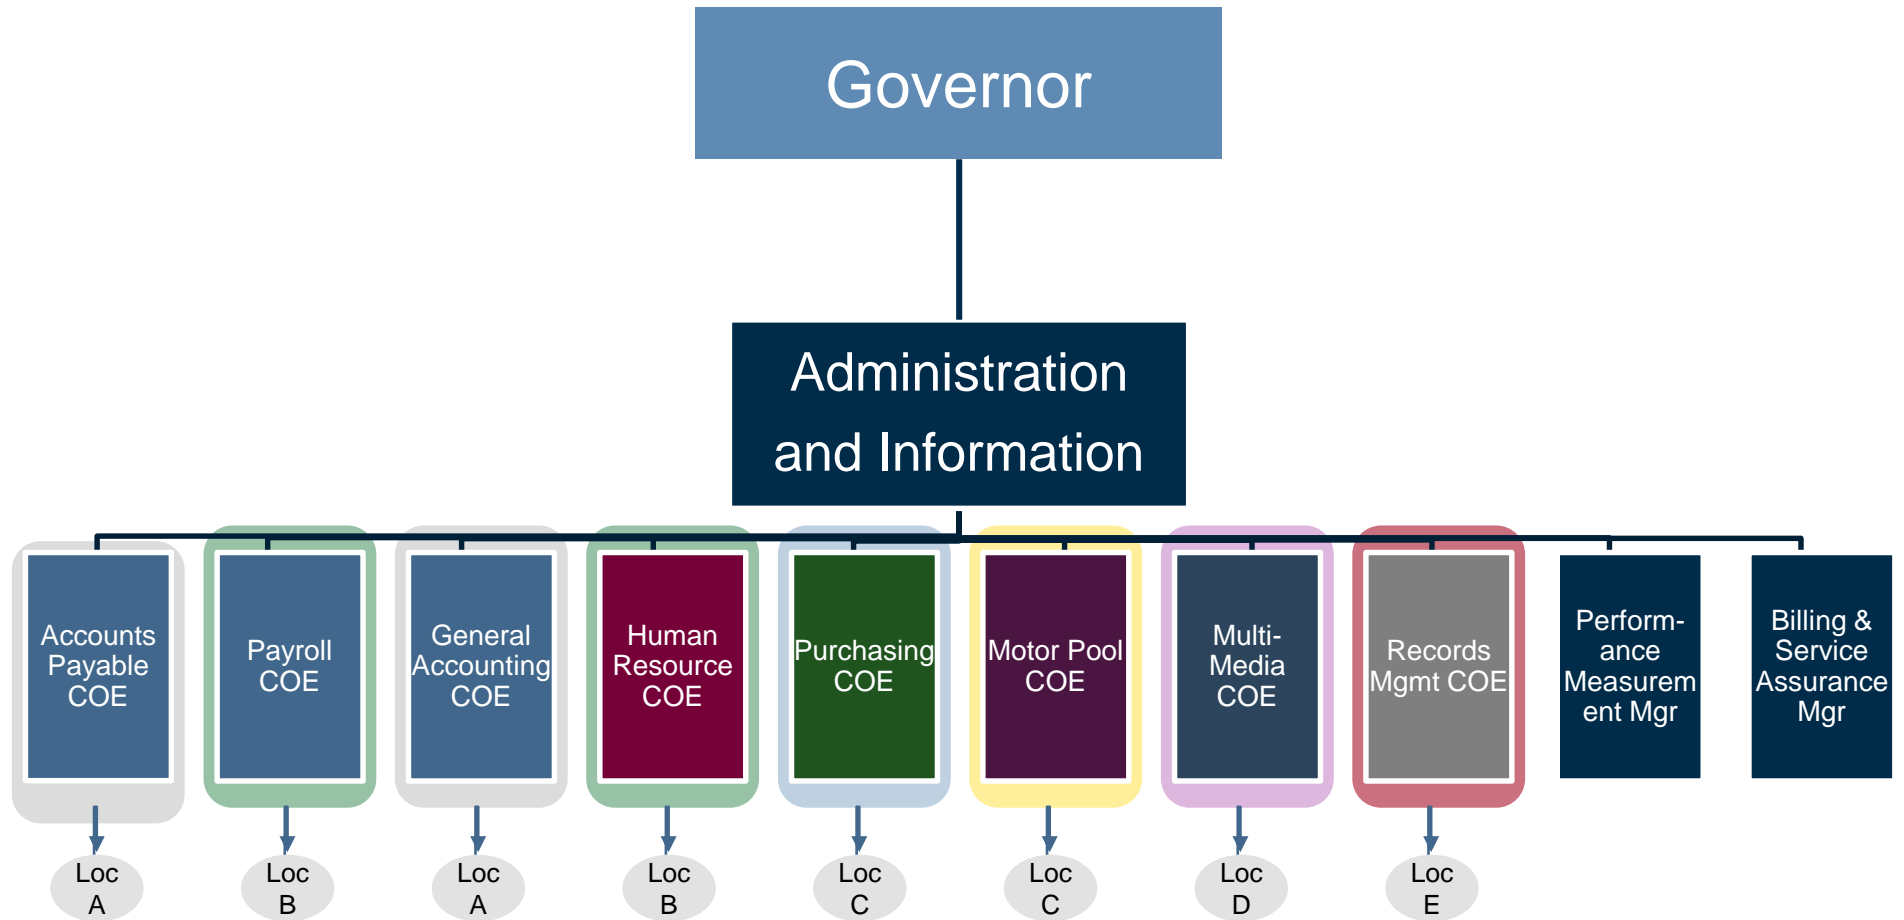 Governor
Administration
and Information
Accounts
Payable
COE
Payroll
COE
General
Accounting
COE
Human
Resource
COE
Purchasing
COE
Motor Pool
COE
Multi-
Media
COE
Records
Mgmt COE
Perform-
ance
Measurem
ent Mgr
Billing &
Service
Assurance
Mgr
Loc
A
Loc
B
Loc
A
Loc
B
Loc
C
Loc
C
Loc
D
Loc
E